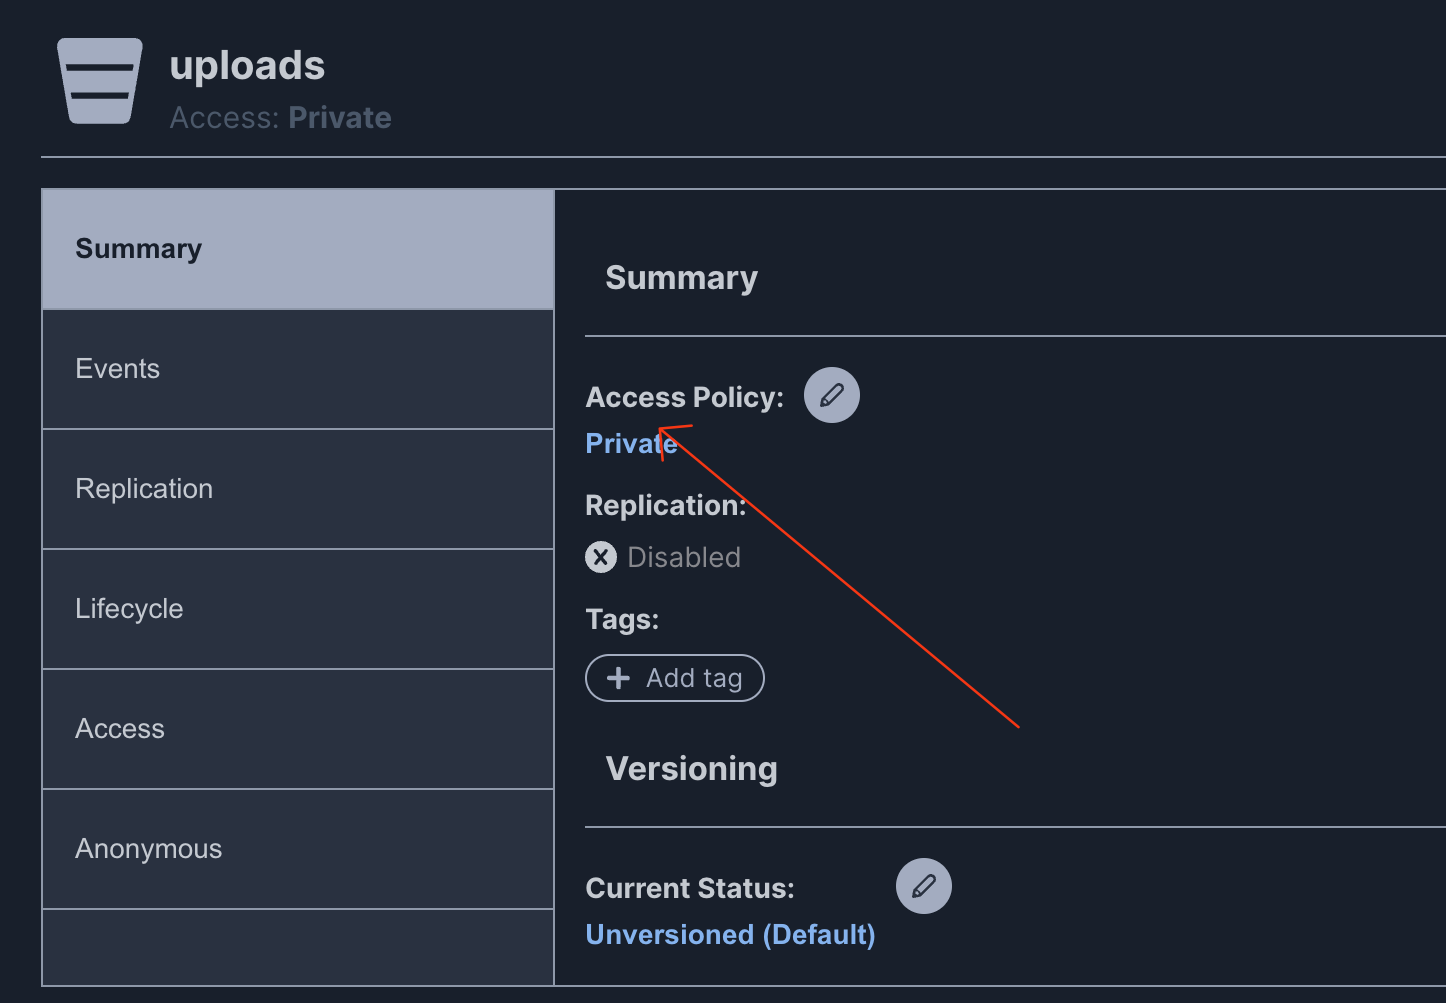 uploads
Access: Private
Summary
Events
Replication
Lifecycle
Access
Anonymous
Summary
Access Policy:
Private
Replication:
Disabled
Tags:
Add tag
Versioning
Current Status:
Unversioned (Default)